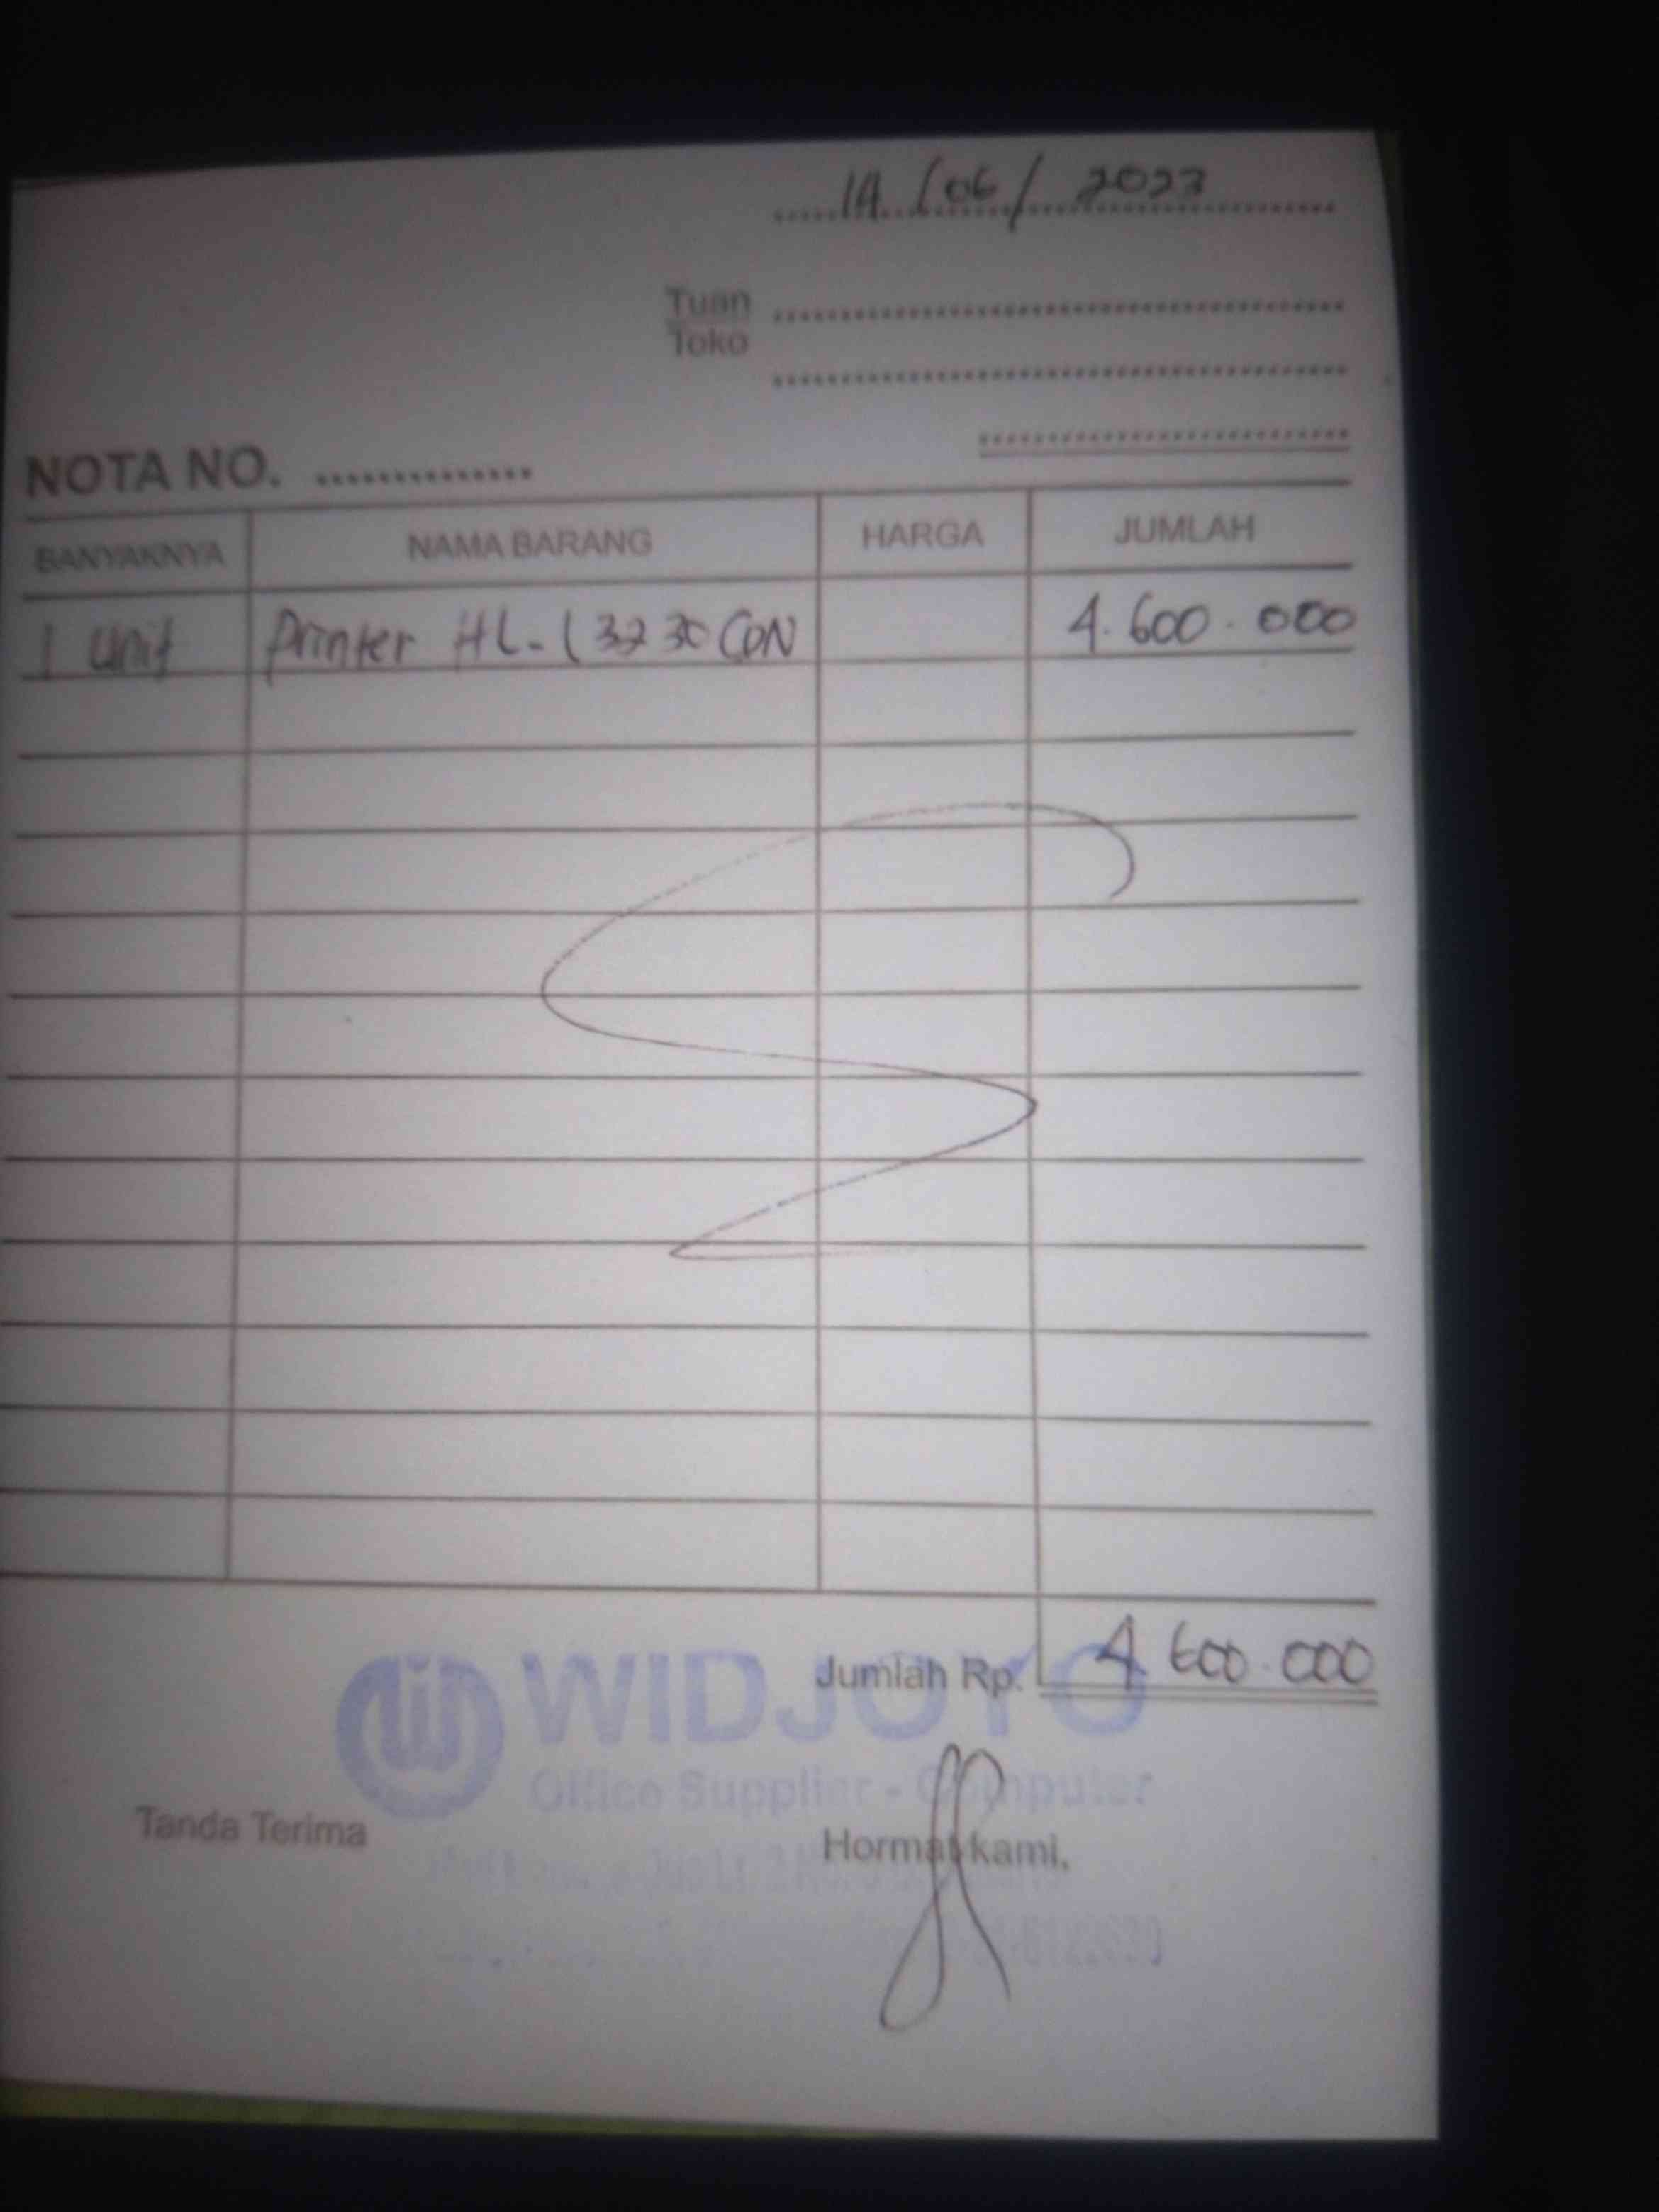 14/06/2023
Tuan
Toko
NOTA NO.
BANYAKNYA NAMA BARANG HARGA JUMLAH
1 Unit Printer HL-L3230CDN 4.600.000
Jumlah Rp. 4.600.000
WIDJOYO
Office Supplier - Computer
Tanda Terima Hormat kami,